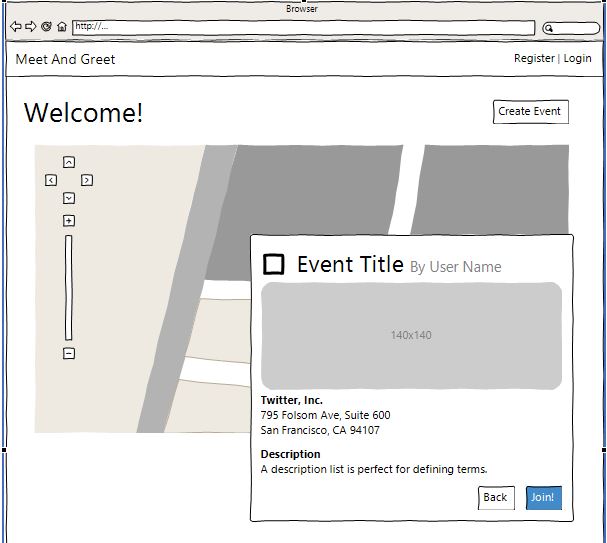 Browser
http://...
Meet And Greet
Register | Login
Welcome!
Create Event
Event Title By User Name
140x140
Twitter, Inc.
795 Folsom Ave, Suite 600
San Francisco, CA 94107
Description
A description list is perfect for defining terms.
Back
Join!